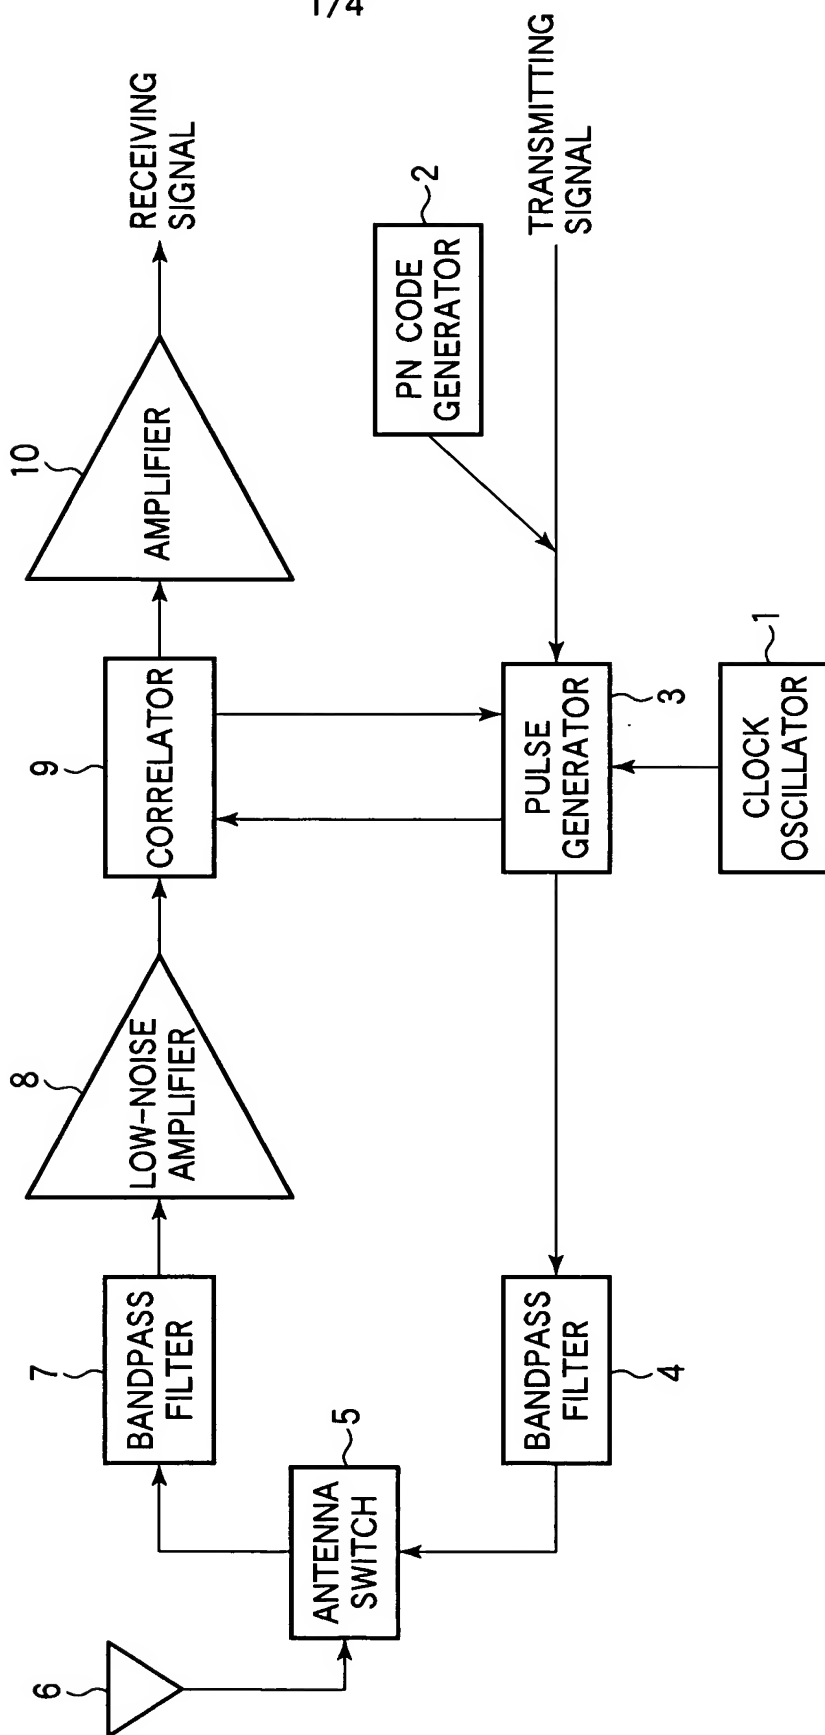 1/4
6
7
BANDPASS
FILTER
8
LOW-NOISE
AMPLIFIER
9
CORRELATOR
10
AMPLIFIER
RECEIVING
SIGNAL
ANTENNA
SWITCH
5
PN CODE
GENERATOR
2
TRANSMITTING
SIGNAL
BANDPASS
FILTER
4
PULSE
GENERATOR
3
CLOCK
OSCILLATOR
1